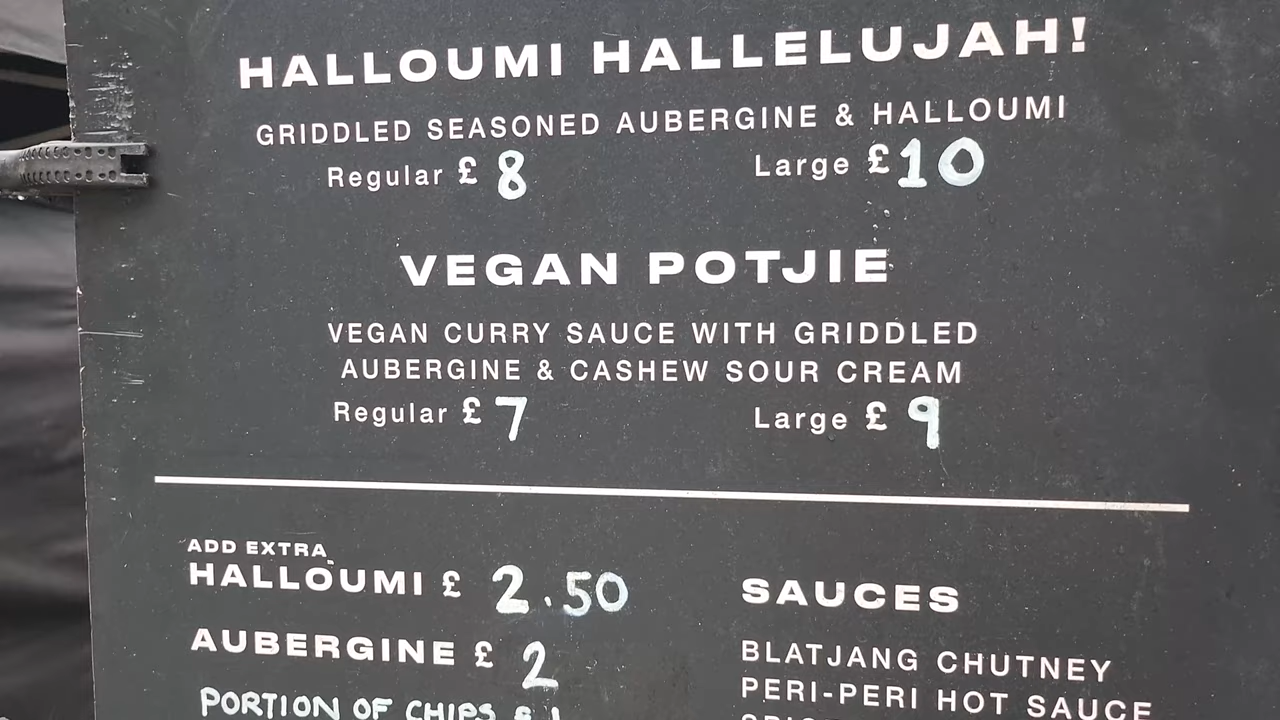 HALLOUMI HALLELUJAH!
GRIDDLED SEASONED AUBERGINE & HALLOUMI
Regular £ 8 Large £ 10
VEGAN POTJIE
VEGAN CURRY SAUCE WITH GRIDDLED
AUBERGINE & CASHEW SOUR CREAM
Regular £ 7 Large £ 9
ADD EXTRA
HALLOUMI £ 2.50
AUBERGINE £ 2
PORTION OF CHIPS £
SAUCES
BLATJANG CHUTNEY
PERI-PERI HOT SAUCE